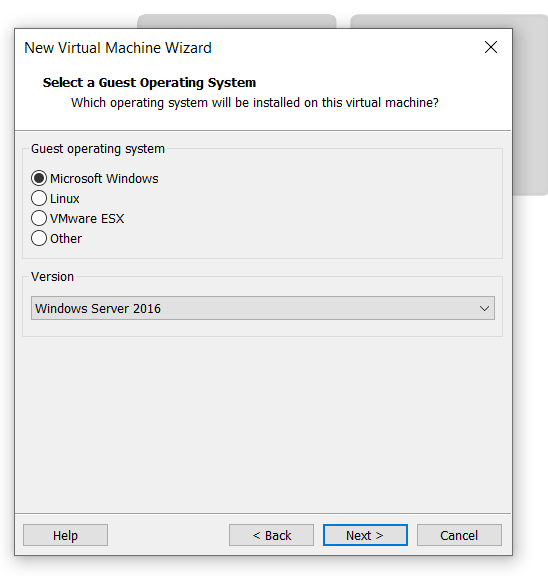 New Virtual Machine Wizard
Select a Guest Operating System
Which operating system will be installed on this virtual machine?
Guest operating system
Microsoft Windows
Linux
VMware ESX
Other
Version
Windows Server 2016
Help
< Back
Next >
Cancel